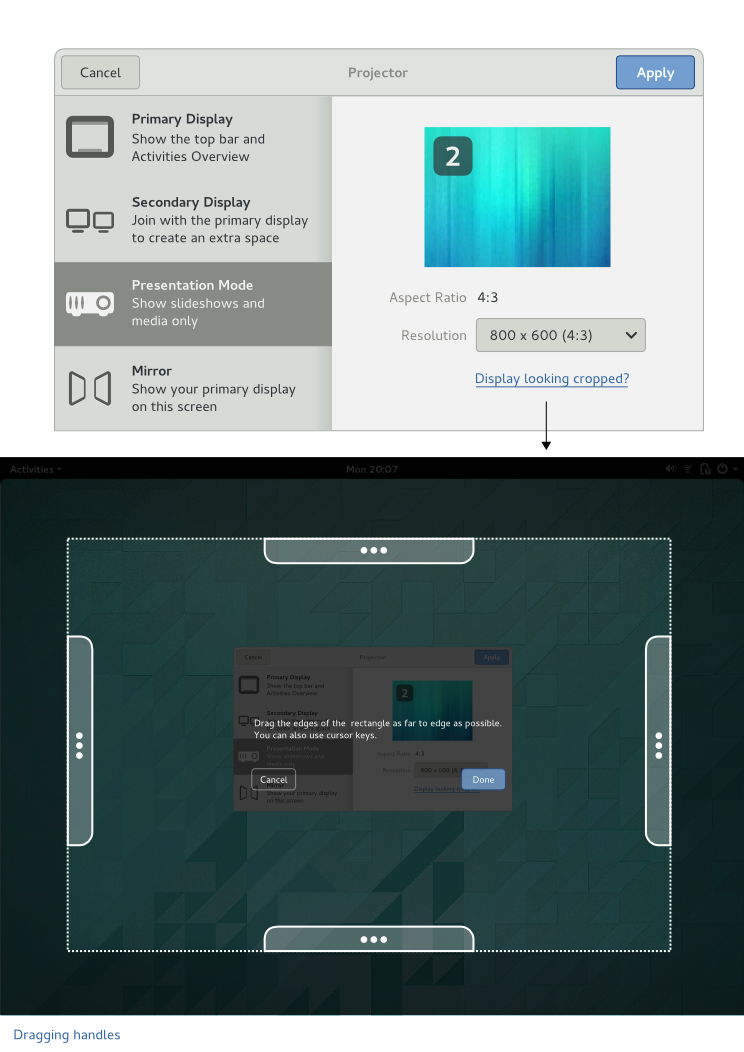 Cancel
Projector
Apply
Primary Display
Show the top bar and
Activities Overview
Secondary Display
Join with the primary display
to create an extra space
Presentation Mode
Show slideshows and
media only
Mirror
Show your primary display
on this screen
2
Aspect Ratio 4:3
Resolution 800 x 600 (4:3)
Display looking cropped?
Activities
Mon 20:07
Cancel
Projector
Apply
Primary Display
Show the top bar and
Activities Overview
2
Secondary Display
Drag the edges of the rectangle as far to edge as possible.
You can also use cursor keys.
Presentation Mode
Show slideshows and
media only
Aspect Ratio 4:3
Resolution 800 x 600 (4:
Cancel
Done
Mirror
Show your primary display
on this screen
Display looking
Dragging handles